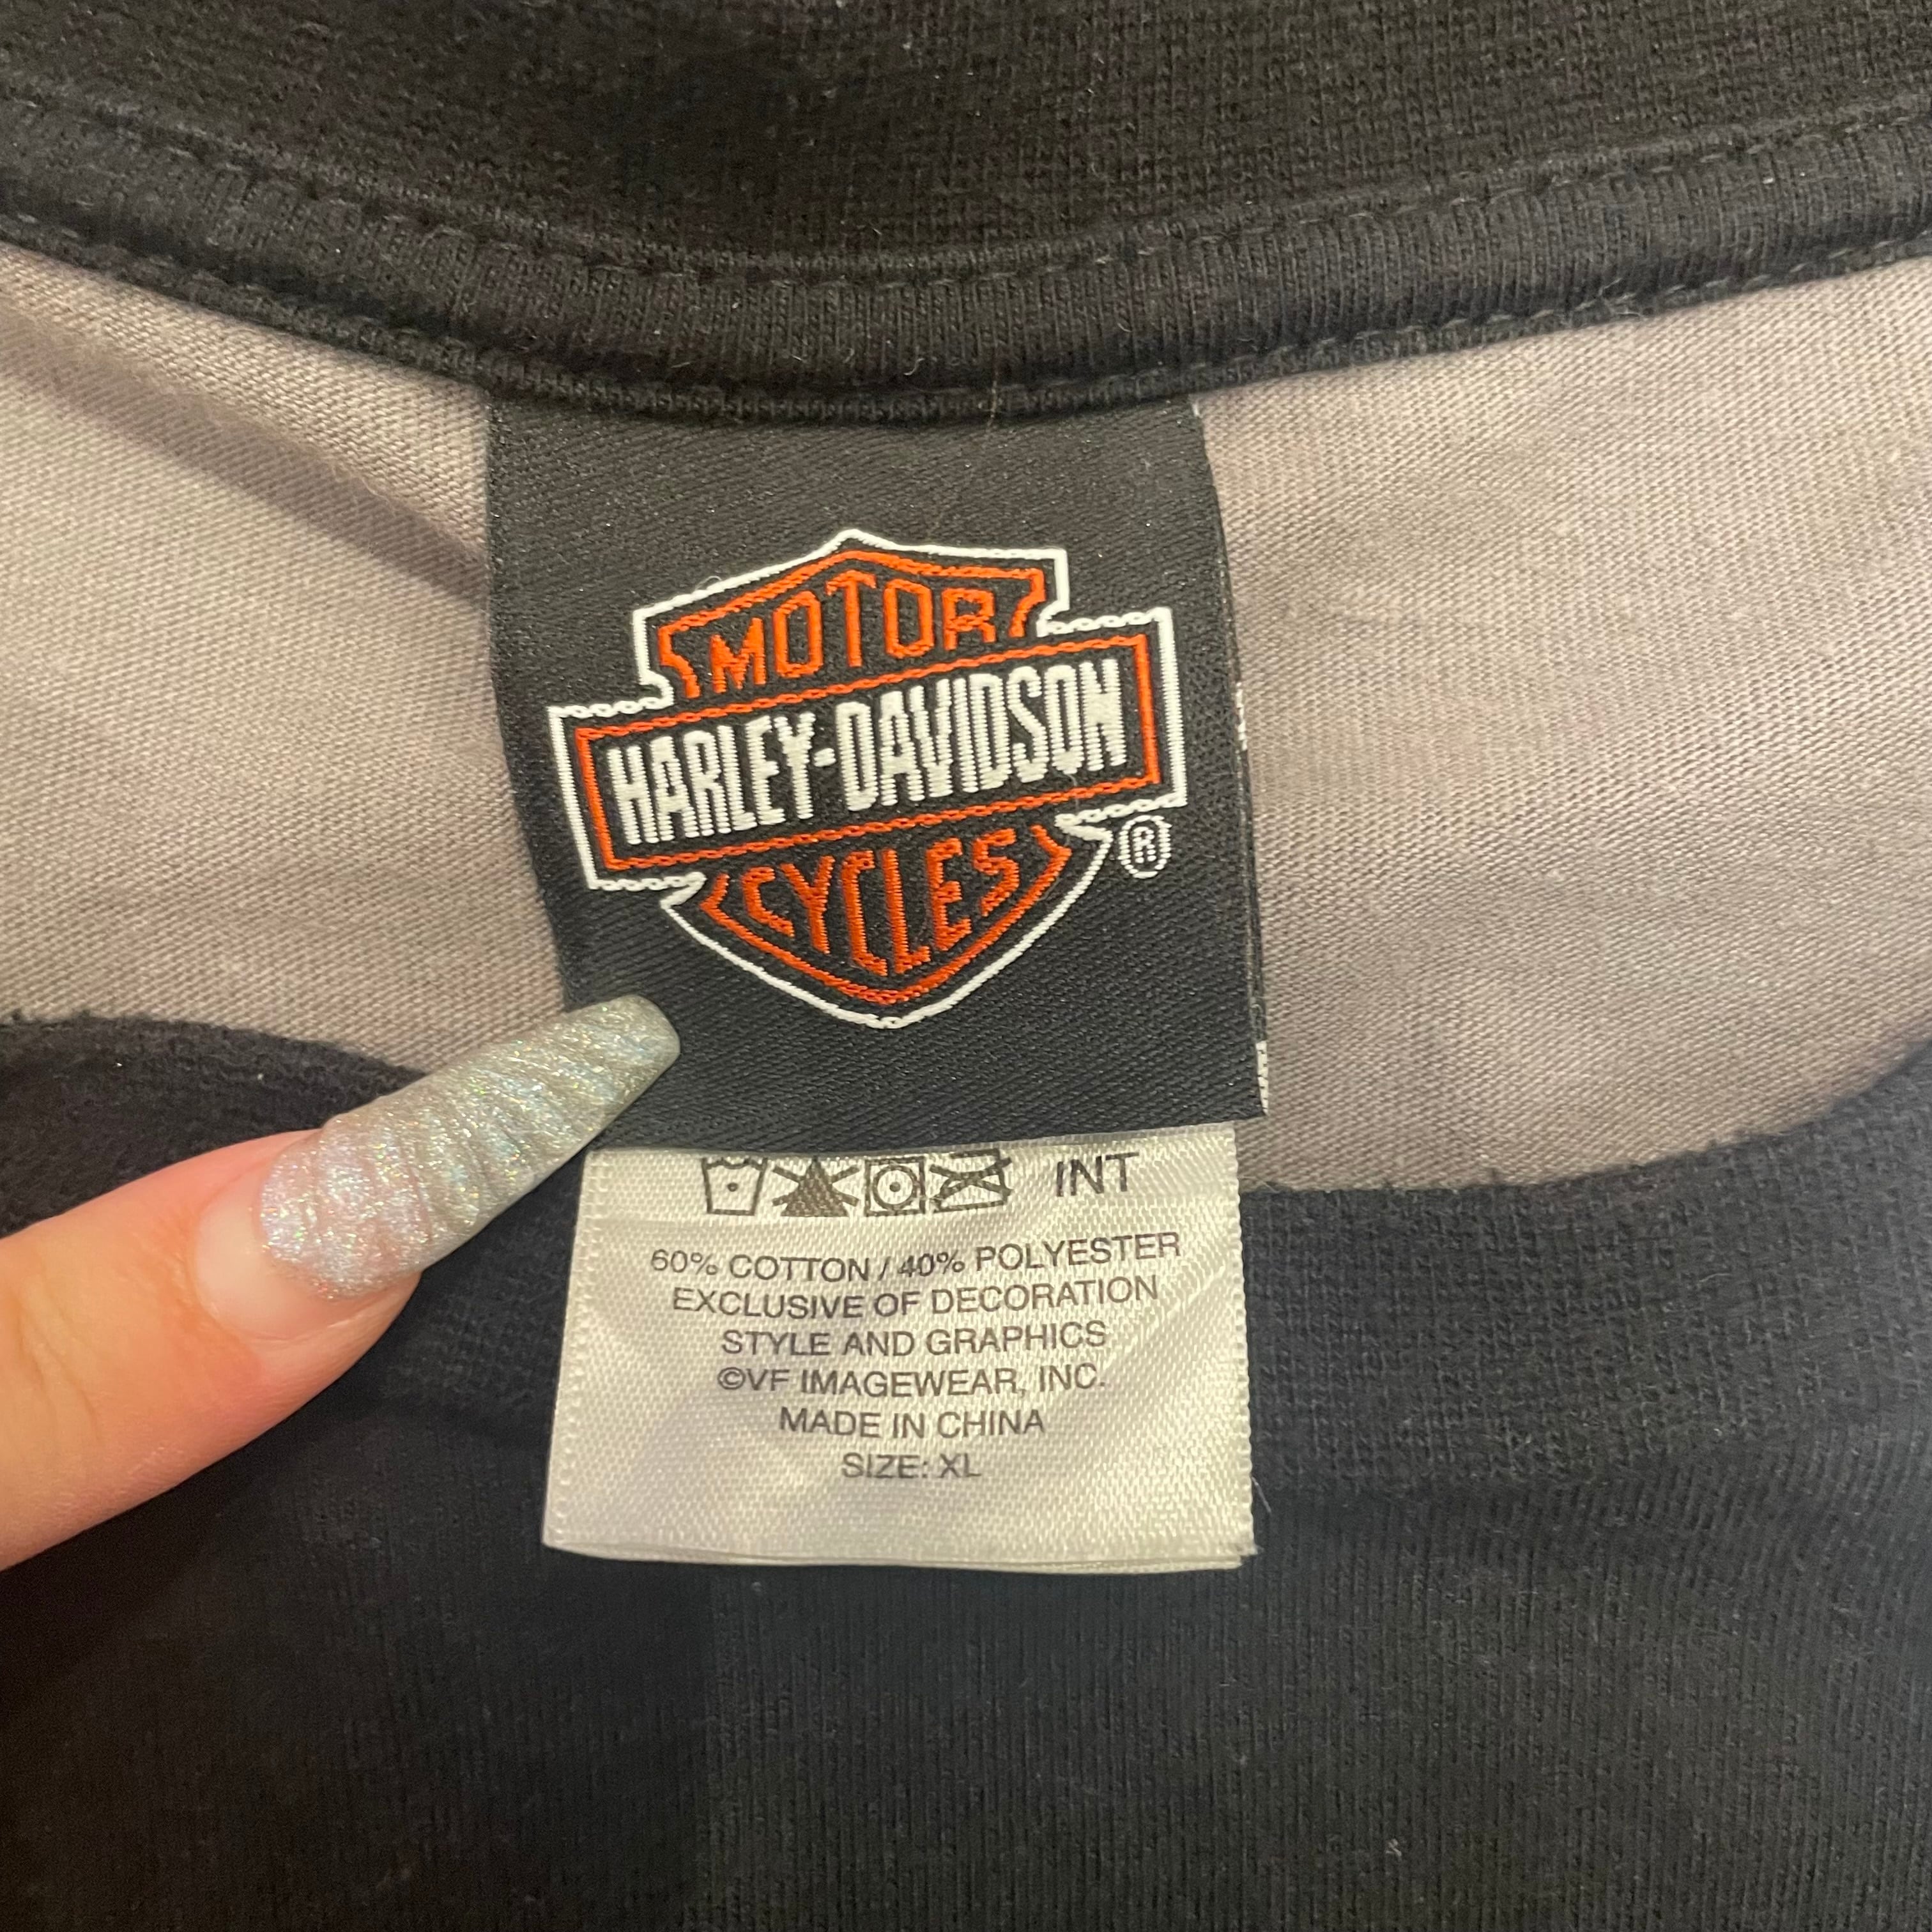 MOTOR
HARLEY-DAVIDSON
CYCLES
®
INT
60% COTTON / 40% POLYESTER
EXCLUSIVE OF DECORATION
STYLE AND GRAPHICS
©VF IMAGEWEAR, INC.
MADE IN CHINA
SIZE: XL